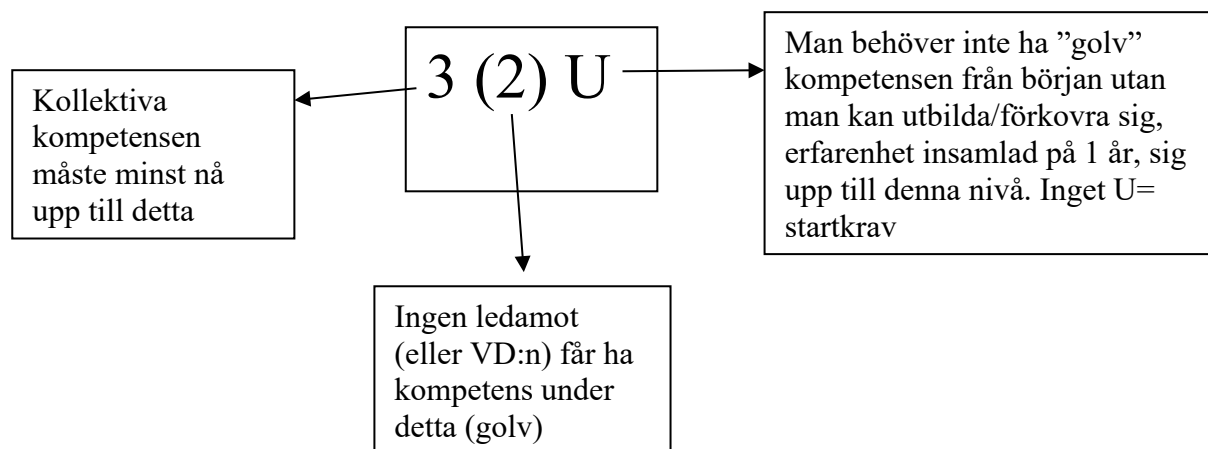 3 (2) U
Kollektiva
kompetensen
måste minst nå
upp till detta
Man behöver inte ha ”golv”
kompetensen från början utan
man kan utbilda/förkovra sig,
erfarenhet insamlad på 1 år, sig
upp till denna nivå. Inget U=
startkrav
Ingen ledamot
(eller VD:n) får ha
kompetens under
detta (golv)